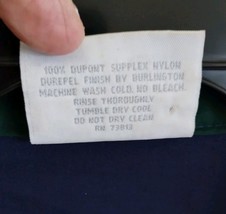 100% DUPONT SUPPLEX NYLON
DUREPEL FINISH BY BURLINGTON
MACHINE WASH COLD. NO BLEACH.
RINSE THOROUGHLY
TUMBLE DRY COOL
DO NOT DRY CLEAN
RN 73013